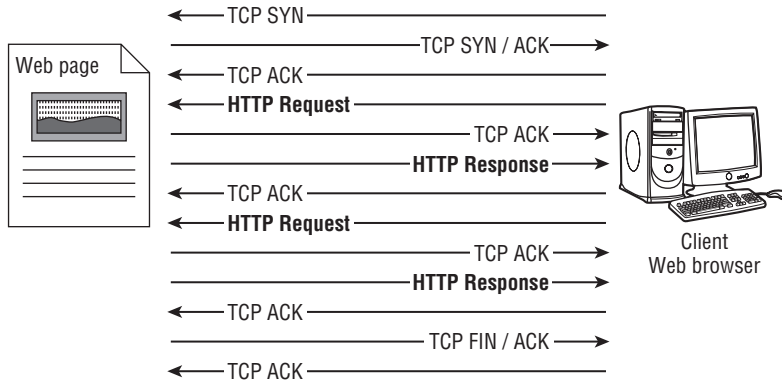 TCP SYN
TCP SYN / ACK
Web page
TCP ACK
HTTP Request
TCP ACK
HTTP Response
TCP ACK
HTTP Request
TCP ACK
HTTP Response
TCP ACK
TCP FIN / ACK
TCP ACK
Client
Web browser